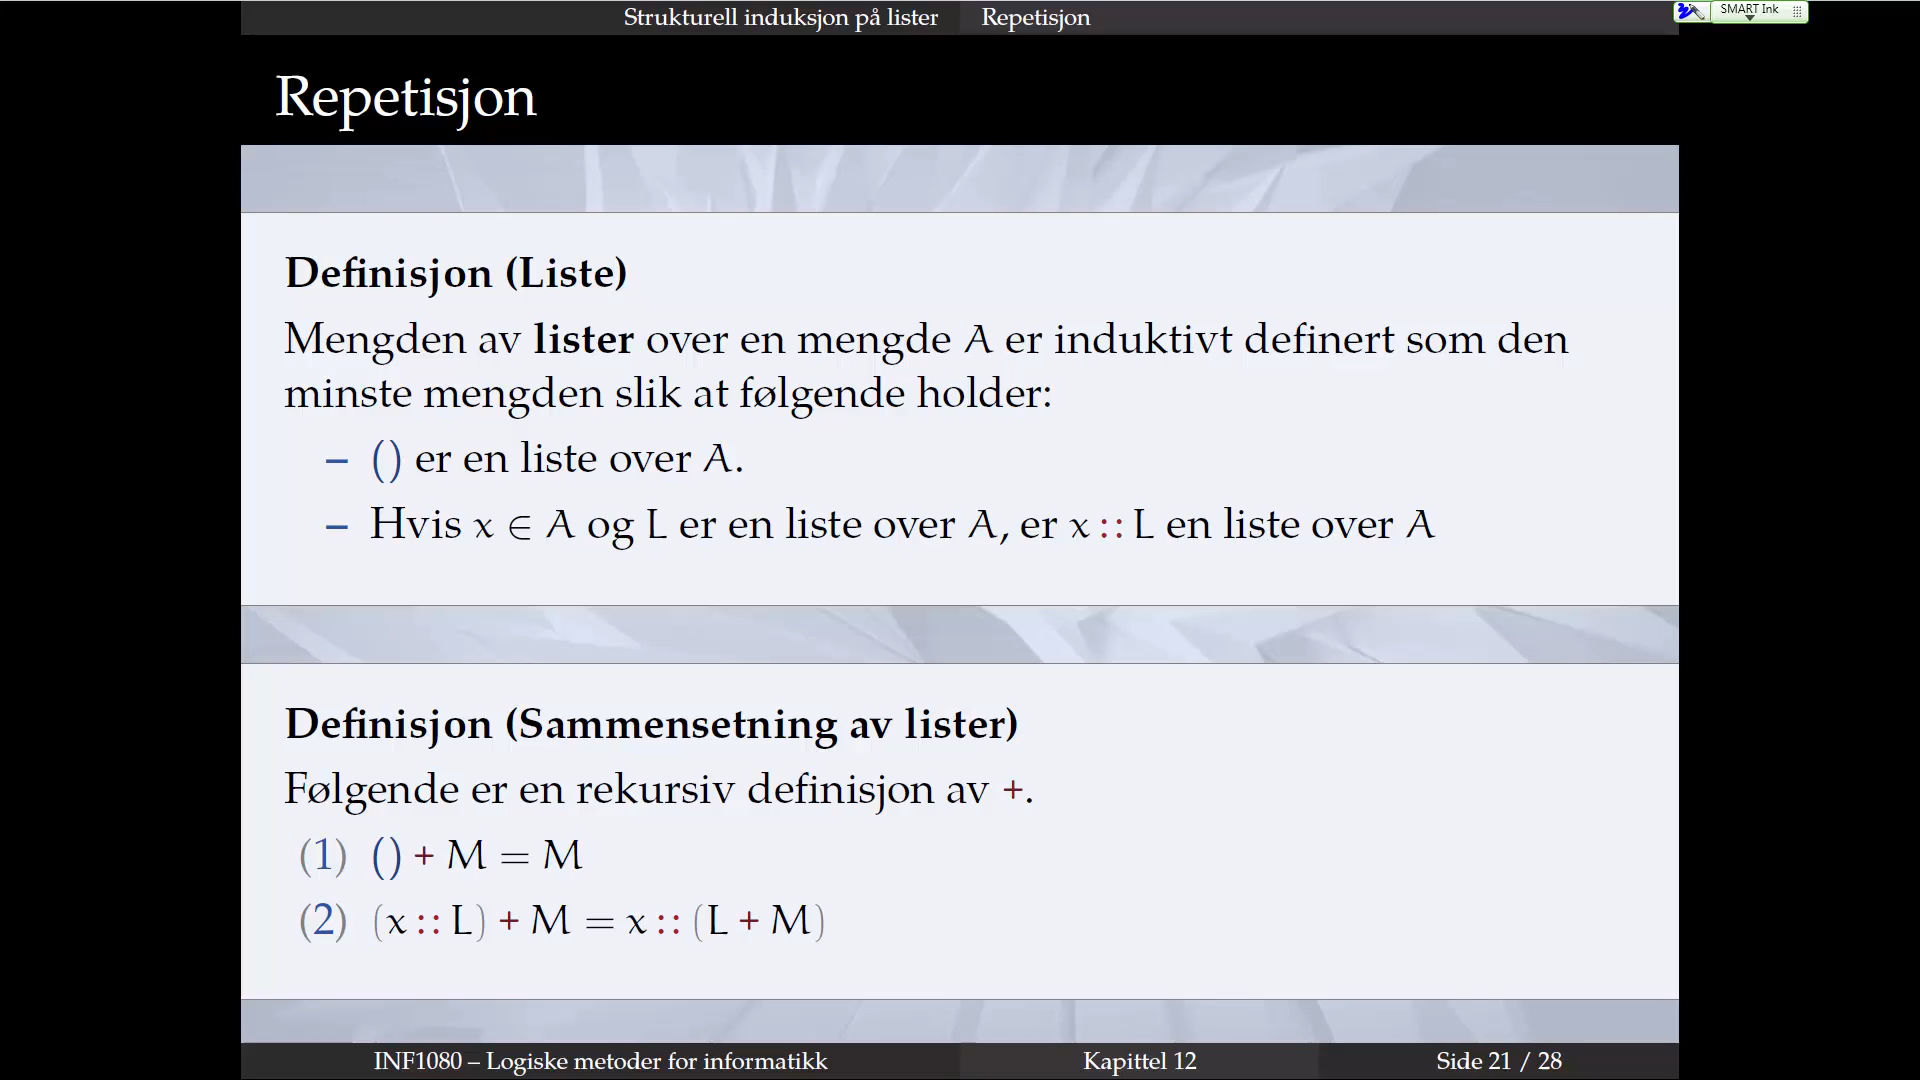 Strukturell induksjon på lister Repetisjon
SMART Ink
Repetisjon
Definisjon (Liste)
Mengden av lister over en mengde A er induktivt definert som den
minste mengden slik at følgende holder:
– () er en liste over A.
– Hvis x ∈ A og L er en liste over A, er x :: L en liste over A
Definisjon (Sammensetning av lister)
Følgende er en rekursiv definisjon av +.
(1) () + M = M
(2) (x :: L) + M = x :: (L + M)
INF1080 – Logiske metoder for informatikk Kapittel 12 Side 21 / 28